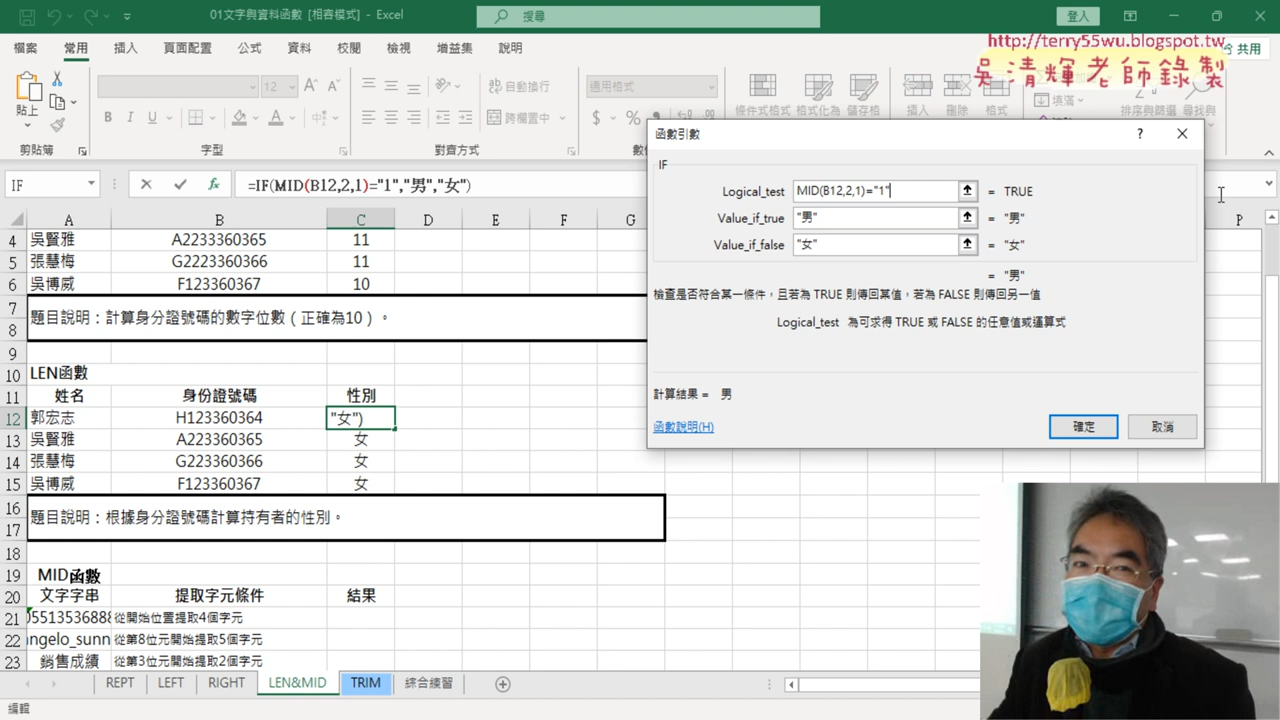 01文字與資料函數 [相容模式] - Excel
搜尋
登入
檔案 常用 插入 頁面配置 公式 資料 校閱 檢視 增益集 說明
共用
http://terry55wu.blogspot.tw
吳清輝老師錄製
貼上
12
自動換行
跨欄置中
通用格式
條件式格式 格式化為 儲存格
插入 刪除 格式
填滿
排序與篩選 尋找與
剪貼簿 字型 對齊方式
IF
=IF(MID(B12,2,1)="1","男","女")
A B C D E F G P
4 吳賢雅 A2233360365 11
5 張慧梅 G2223360366 11
6 吳博威 F123360367 10
7
題目說明：計算身分證號碼的數字位數（正確為10）。
8
9
10 LEN函數
11 姓名 身份證號碼 性別
12 郭宏志 H123360364 "女")
13 吳賢雅 A223360365 女
14 張慧梅 G223360366 女
15 吳博威 F123360367 女
16
題目說明：根據身分證號碼計算持有者的性別。
17
18
19 MID函數
20 文字字串 提取字元條件 結果
21 0551353688 從開始位置提取4個字元
22 angelo_sunn 從第8位元開始提取5個字元
23 銷售成績 從第3位元開始提取2個字元
函數引數 ?
IF
Logical_test MID(B12,2,1)="1" = TRUE
Value_if_true "男" = "男"
Value_if_false "女" = "女"
= "男"
檢查是否符合某一條件，且若為 TRUE 則傳回某值，若為 FALSE 則傳回另一值
Logical_test 為可求得 TRUE 或 FALSE 的任意值或運算式
計算結果 = 男
函數說明(H)
確定 取消
REPT LEFT RIGHT LEN&MID TRIM 綜合練習
編輯